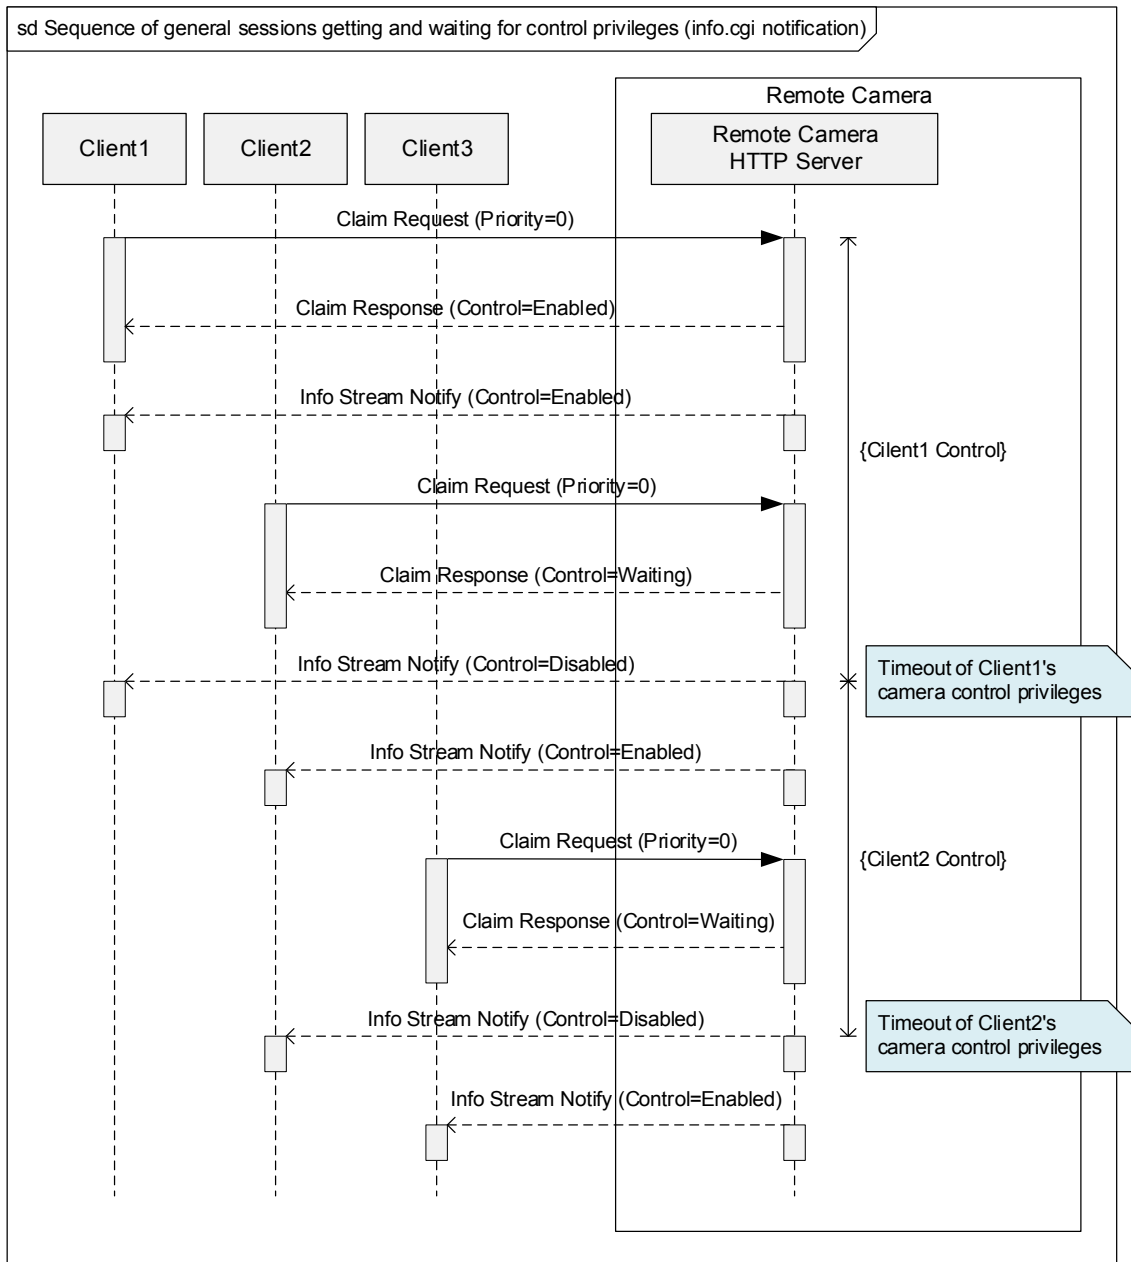 sd Sequence of general sessions getting and waiting for control privileges (info.cgi notification)
Remote Camera
Client1
Client2
Client3
Remote Camera
HTTP Server
Claim Request (Priority=0)
Claim Response (Control=Enabled)
Info Stream Notify (Control=Enabled)
{Cilent1 Control}
Claim Request (Priority=0)
Claim Response (Control=Waiting)
Info Stream Notify (Control=Disabled)
Timeout of Client1's
camera control privileges
Info Stream Notify (Control=Enabled)
Claim Request (Priority=0)
{Cilent2 Control}
Claim Response (Control=Waiting)
Info Stream Notify (Control=Disabled)
Timeout of Client2's
camera control privileges
Info Stream Notify (Control=Enabled)